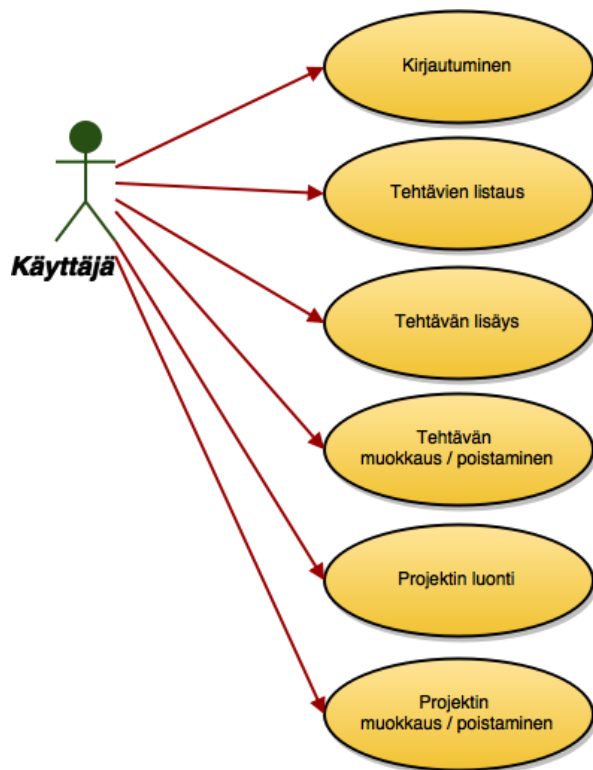 Kirjautuminen
Tehtävien listaus
Käyttäjä
Tehtävän lisäys
Tehtävän
muokkaus / poistaminen
Projektin luonti
Projektin
muokkaus / poistaminen